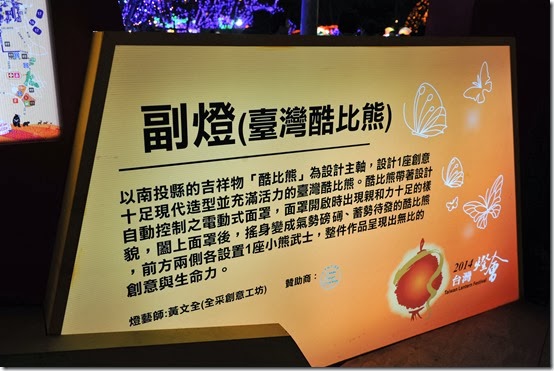 副燈(臺灣酷比熊)
以南投縣的吉祥物「酷比熊」為設計主軸，設計1座創意
十足現代造型並充滿活力的臺灣酷比熊。酷比熊帶著設計
自動控制之電動式面罩，面罩開啟時出現親和力十足的樣
貌，闔上面罩後，搖身變成氣勢磅礡、蓄勢待發的酷比熊
，前方兩側各設置1座小熊武士，整件作品呈現出無比的
創意與生命力。
贊助商：
燈藝師:黃文全(全采創意工坊)
2014
台灣燈會
Taiwan Lantern Festival